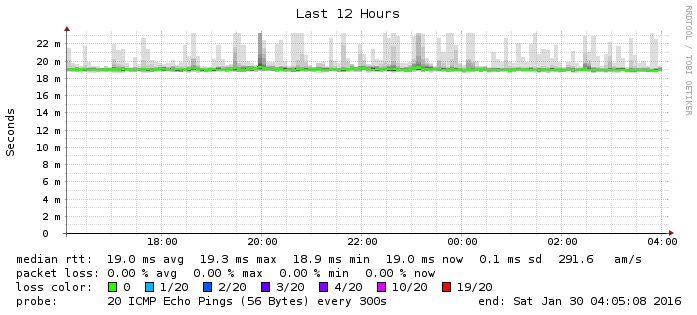 Last 12 Hours
RRDTOOL / TOBI OETIKER
Seconds
22 m
20 m
18 m
16 m
14 m
12 m
10 m
8 m
6 m
4 m
2 m
0
18:00 20:00 22:00 00:00 02:00 04:00
median rtt: 19.0 ms avg 19.3 ms max 18.9 ms min 19.0 ms now 0.1 ms sd 291.6 am/s
packet loss: 0.00 % avg 0.00 % max 0.00 % min 0.00 % now
loss color: 0 1/20 2/20 3/20 4/20 10/20 19/20
probe: 20 ICMP Echo Pings (56 Bytes) every 300s end: Sat Jan 30 04:05:08 2016